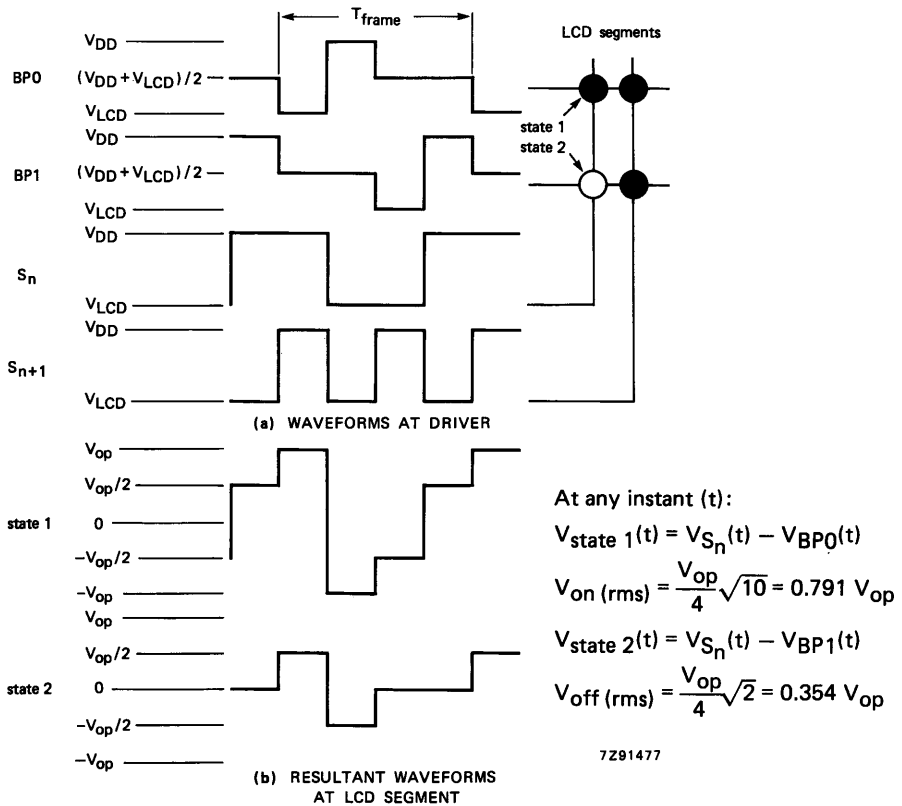 T_frame
LCD segments
BP0
V_DD
(V_DD + V_LCD)/2
V_LCD
state 1
state 2
BP1
V_DD
(V_DD + V_LCD)/2
V_LCD
S_n
V_DD
V_LCD
S_n+1
V_DD
V_LCD
(a) WAVEFORMS AT DRIVER
state 1
V_op
V_op/2
0
-V_op/2
-V_op
state 2
V_op
V_op/2
0
-V_op/2
-V_op
(b) RESULTANT WAVEFORMS
AT LCD SEGMENT
At any instant (t):
V_state 1(t) = V_S_n(t) − V_BP0(t)
V_on (rms) = V_op/4 √10 = 0.791 V_op
V_state 2(t) = V_S_n(t) − V_BP1(t)
V_off (rms) = V_op/4 √2 = 0.354 V_op
7Z91477